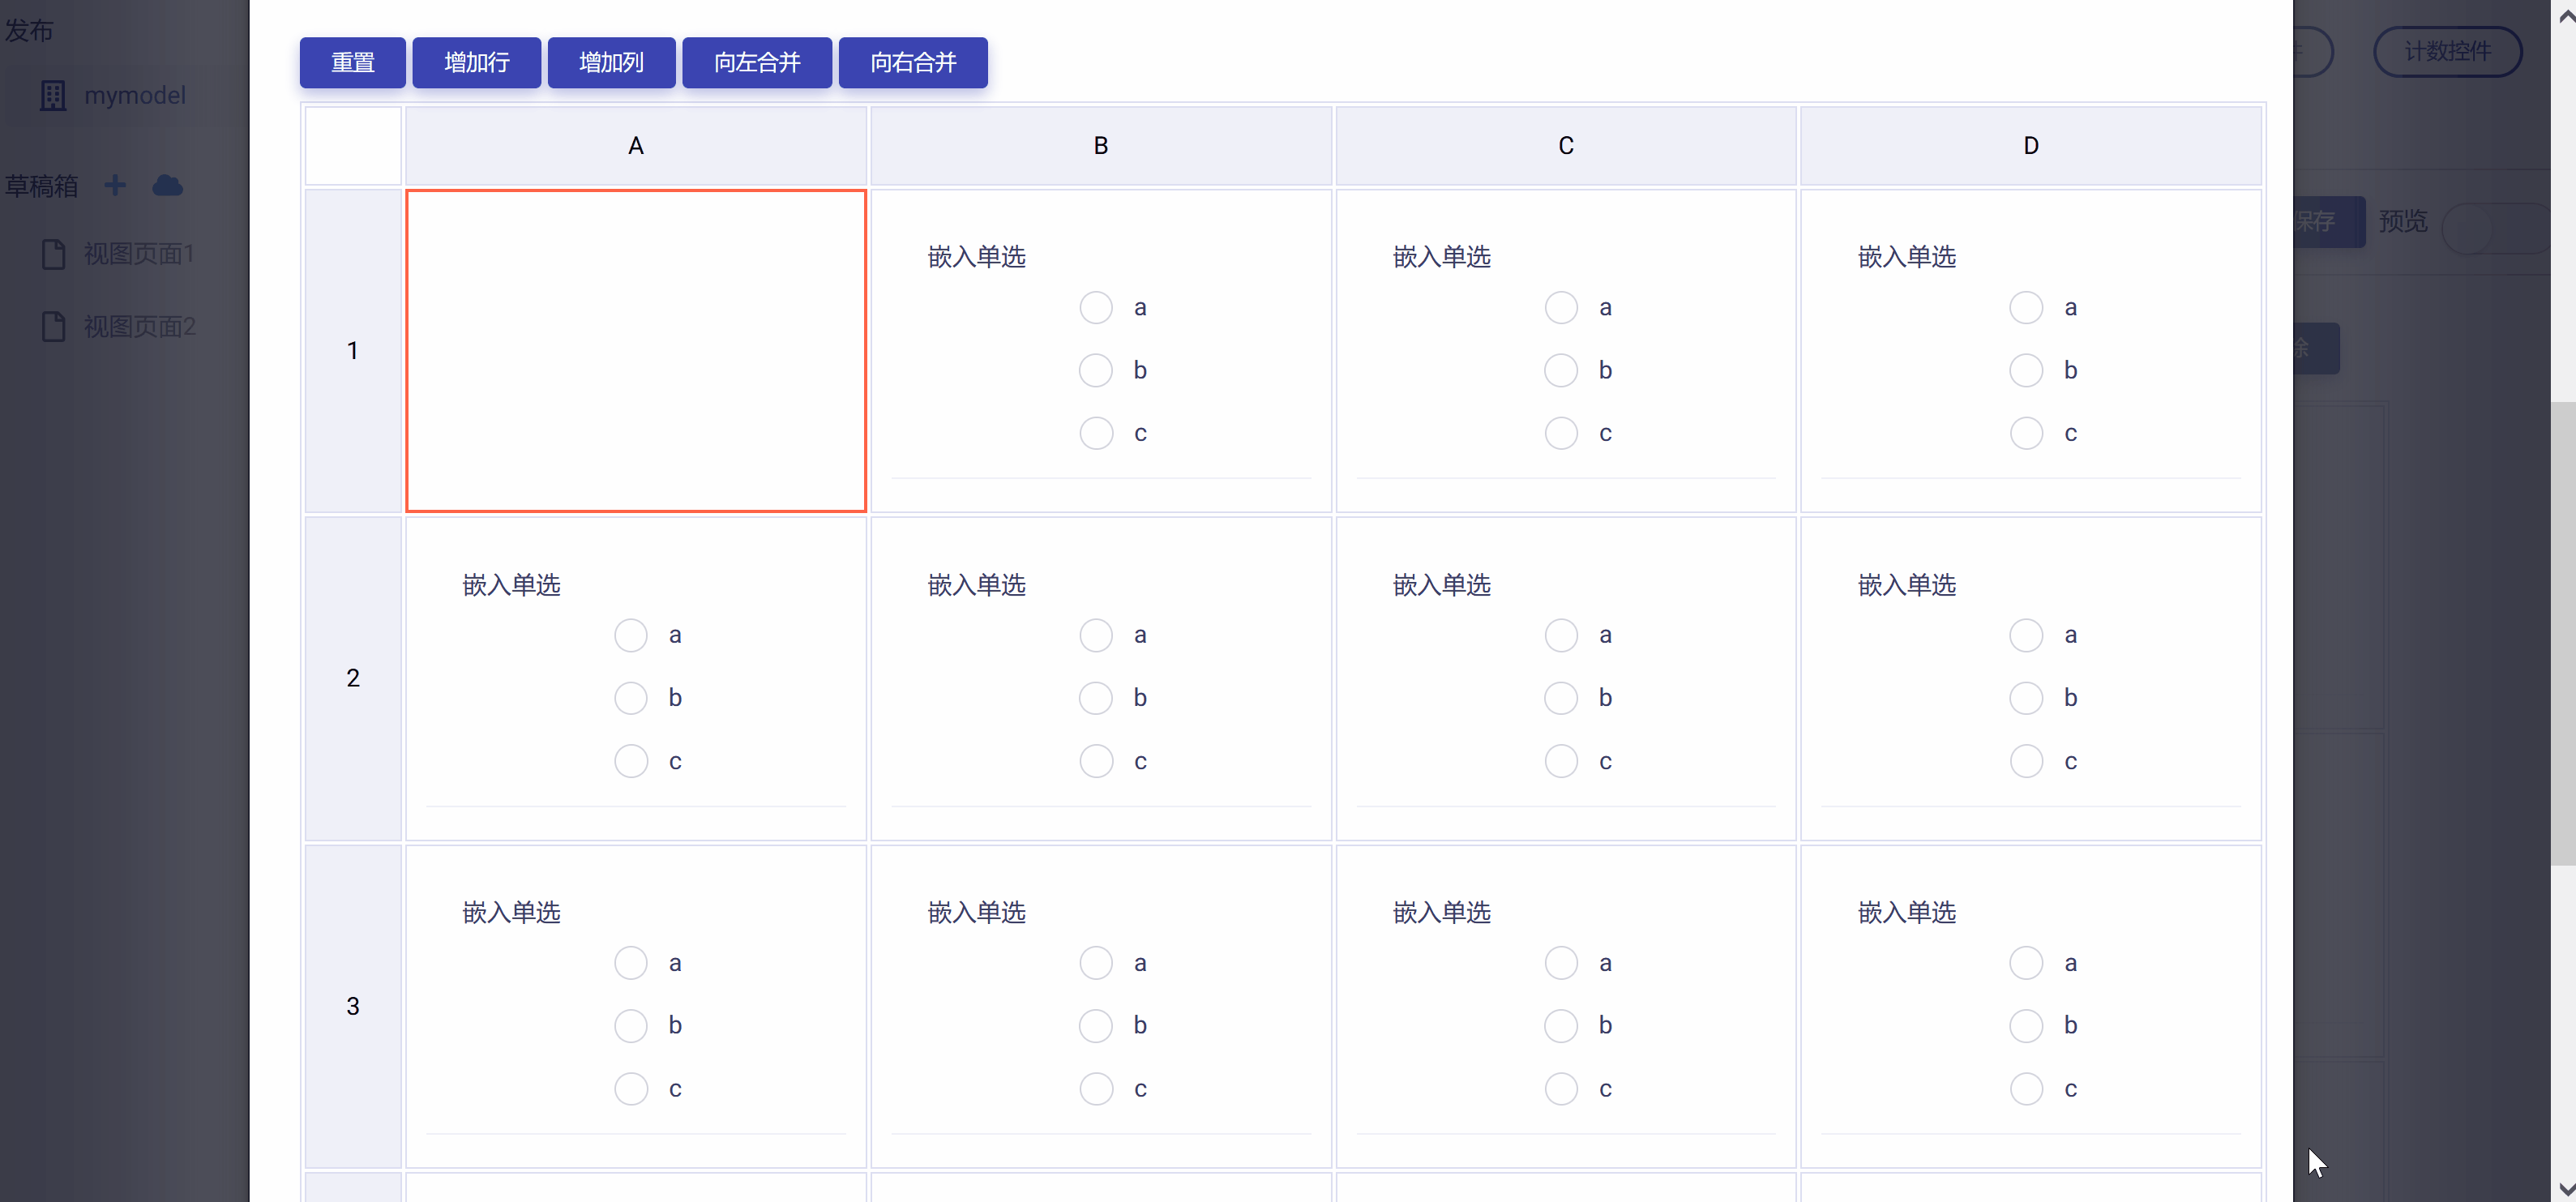 发布
mymodel
草稿箱
视图页面1
视图页面2
重置 增加行 增加列 向左合并 向右合并
件 计数控件
保存 预览
除
A B C D
1
嵌入单选 嵌入单选 嵌入单选
a a a
b b b
c c c
2
嵌入单选 嵌入单选 嵌入单选 嵌入单选
a a a a
b b b b
c c c c
3
嵌入单选 嵌入单选 嵌入单选 嵌入单选
a a a a
b b b b
c c c c